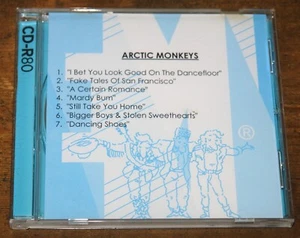 CD-R80
ARCTIC MONKEYS
1. "I Bet You Look Goad On The Dancefloor"
2. "Fake Tales Of San Francisco"
3. "A Certain Romance"
4. "Mardy Bum"
5. "Still Take You Home"
6. "Bigger Boys & Stolen Sweethearts"
7. "Dancing Shoes"
®